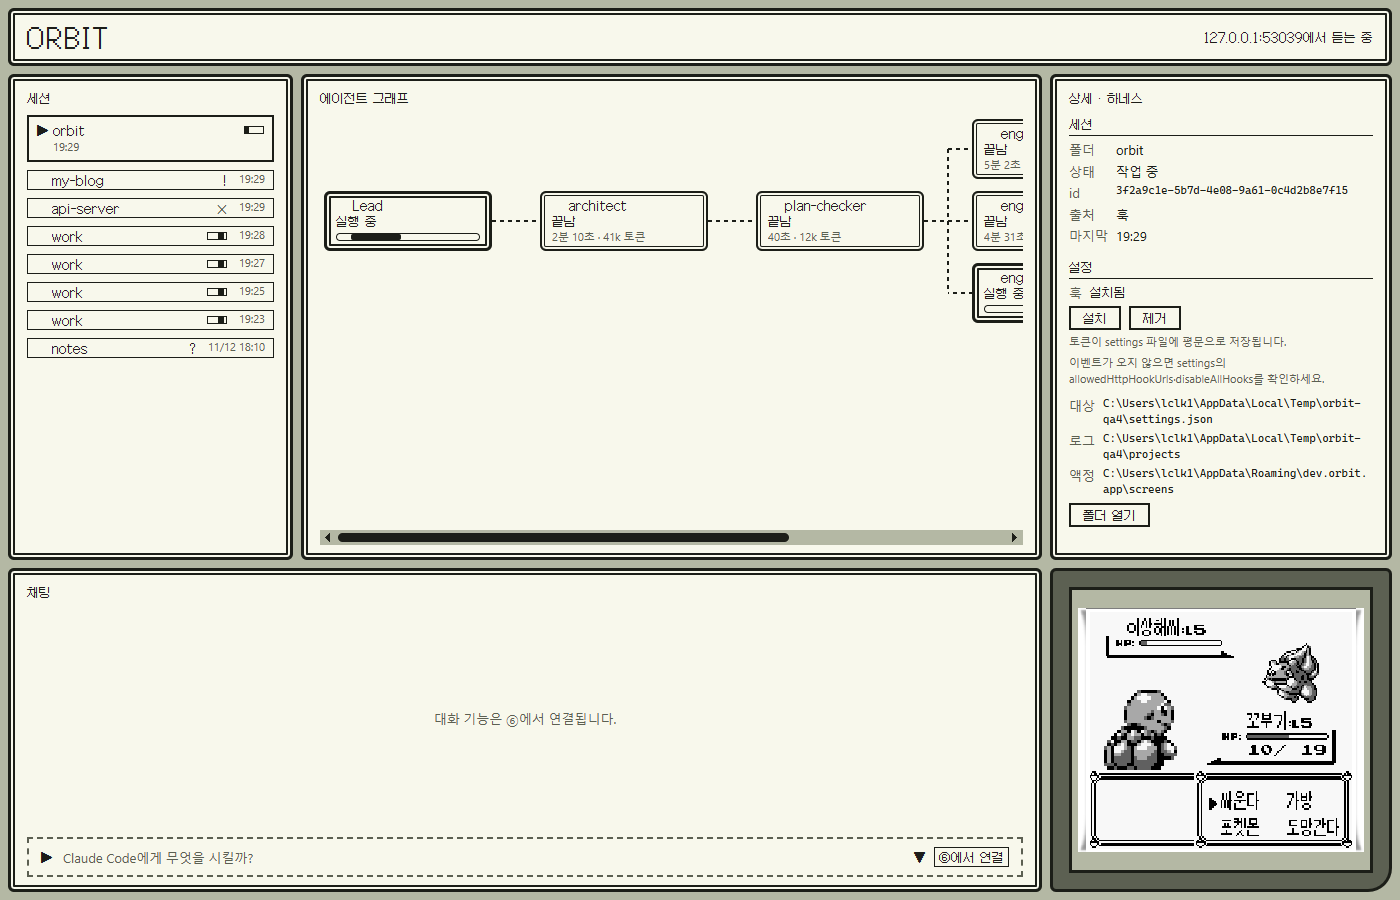 ORBIT
127.0.0.1:53039에서 듣는 중
세션
▶ orbit
19:29
my-blog ! 19:29
api-server × 19:29
work 19:28
work 19:27
work 19:25
work 19:23
notes ? 11/12 18:10
에이전트 그래프
Lead
실행 중
architect
끝남
2분 10초 · 41k 토큰
plan-checker
끝남
40초 · 12k 토큰
eng
끝남
5분 2초
eng
끝남
4분 31초
eng
실행 중
상세 · 하네스
세션
폴더 orbit
상태 작업 중
id 3f2a9c1e-5b7d-4e08-9a61-0c4d2b8e7f15
출처 훅
마지막 19:29
설정
훅 설치됨
설치 제거
토큰이 settings 파일에 평문으로 저장됩니다.
이벤트가 오지 않으면 settings의
allowedHttpHookUrls·disableAllHooks를 확인하세요.
대상 C:\Users\lclk1\AppData\Local\Temp\orbit-
qa4\settings.json
로그 C:\Users\lclk1\AppData\Local\Temp\orbit-
qa4\projects
액정 C:\Users\lclk1\AppData\Roaming\dev.orbit.
app\screens
폴더 열기
채팅
대화 기능은 ⑥에서 연결됩니다.
▶ Claude Code에게 무엇을 시킬까? ▼ ⑥에서 연결
이상해씨:L5
HP:
꼬부기:L5
HP:
10/ 19
▶싸운다 가방
포켓몬 도망간다